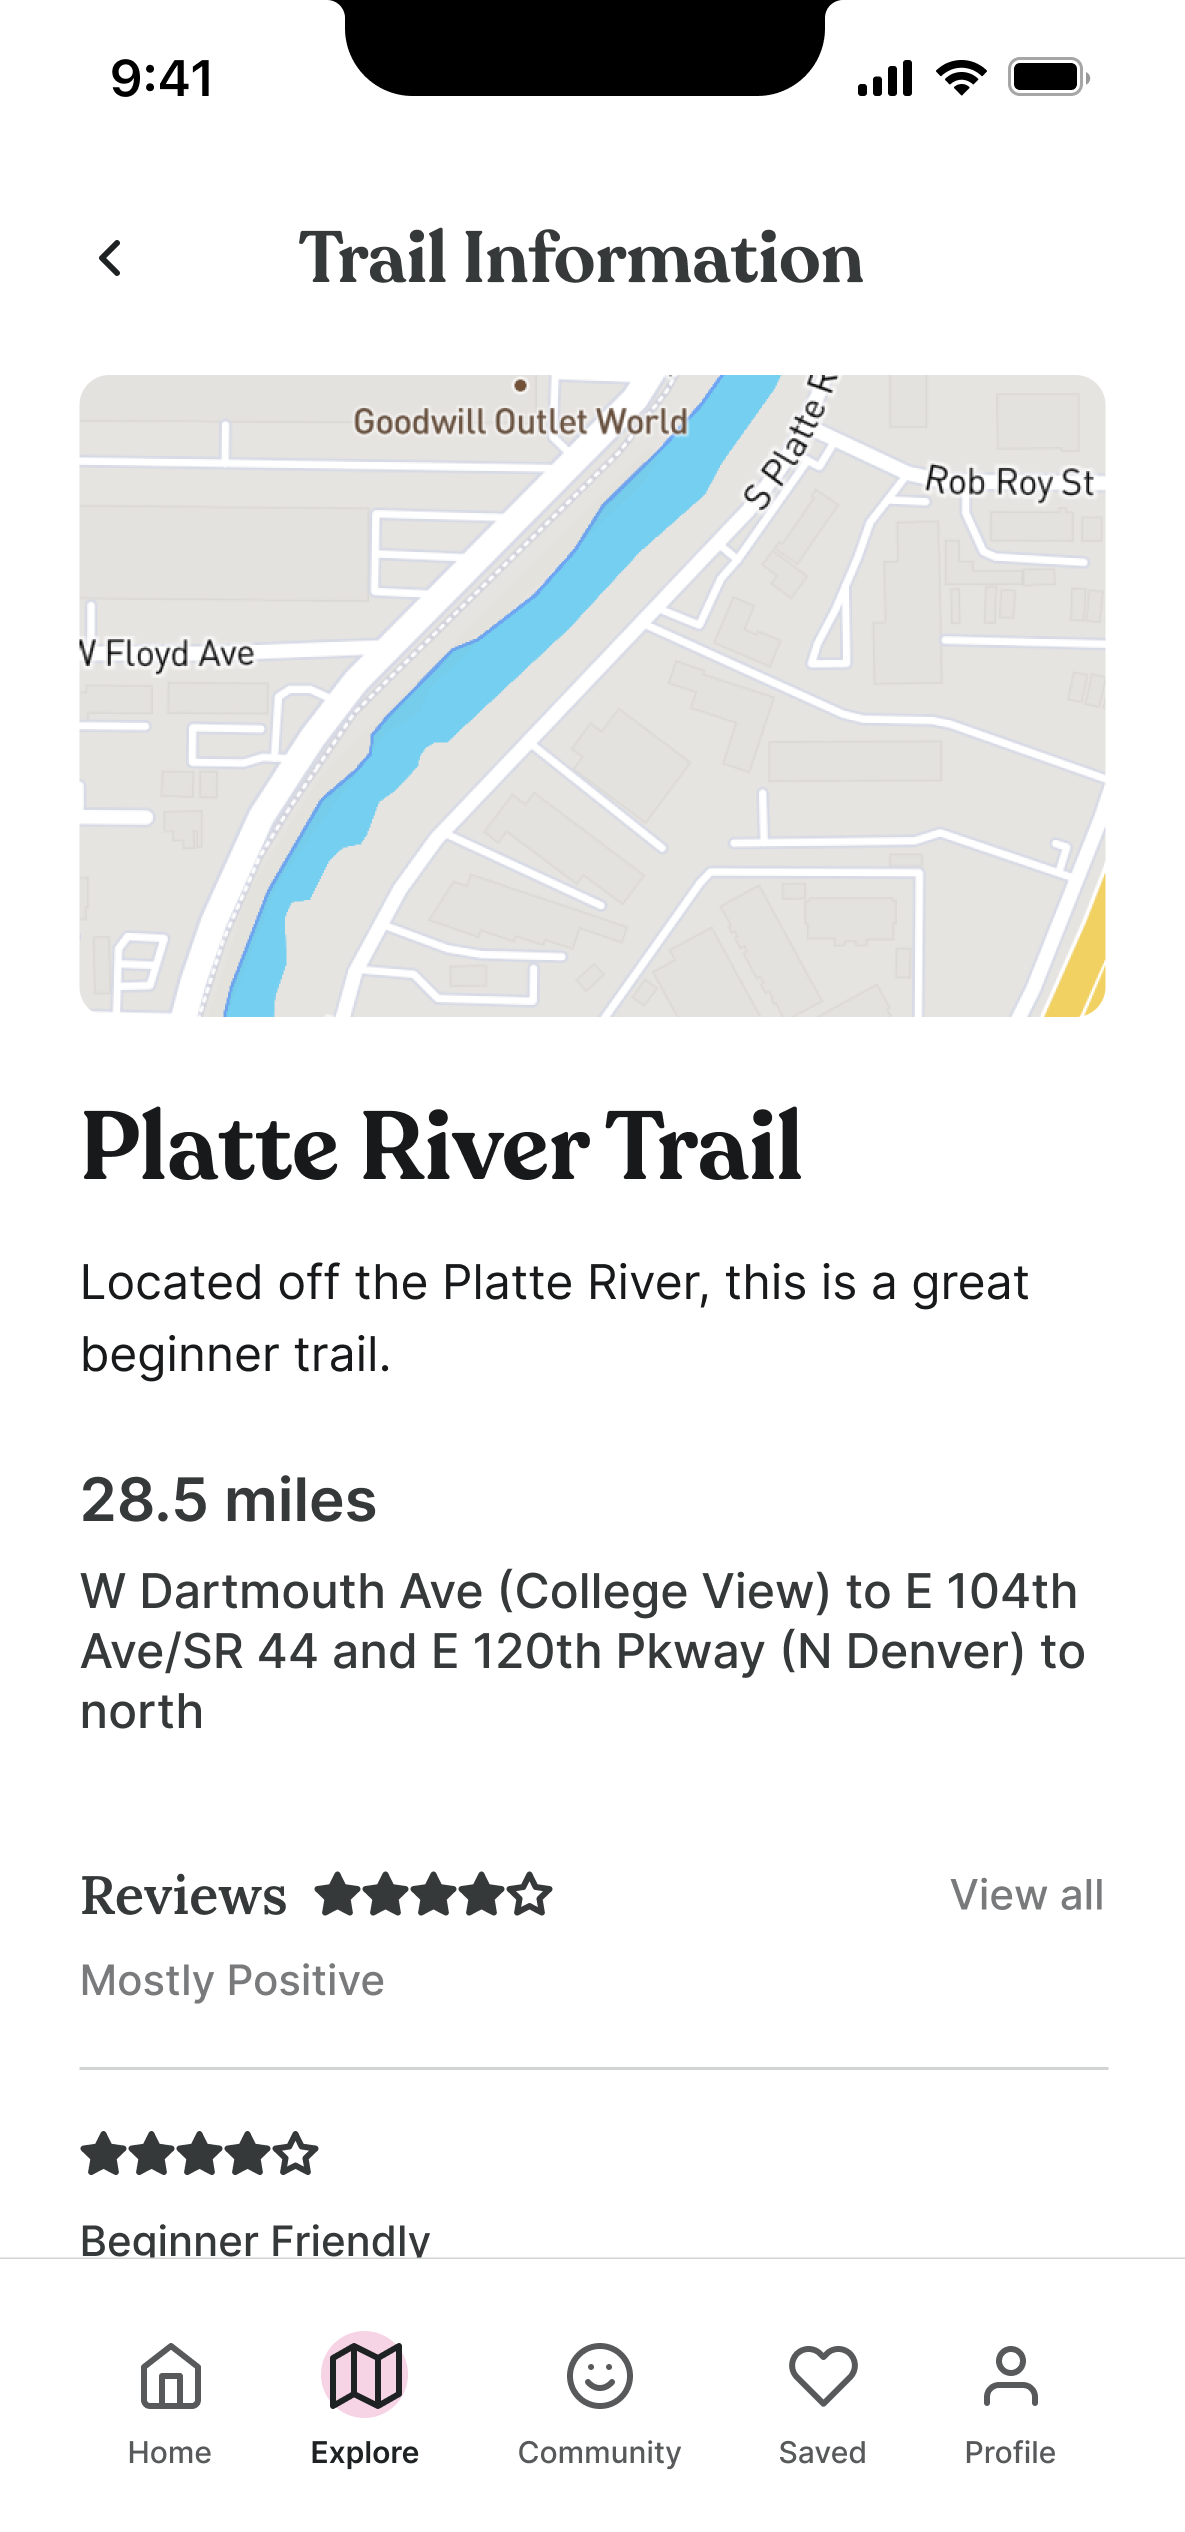 9:41
Trail Information
Goodwill Outlet World
S Platte R
Rob Roy St
W Floyd Ave
Platte River Trail
Located off the Platte River, this is a great
beginner trail.
28.5 miles
W Dartmouth Ave (College View) to E 104th
Ave/SR 44 and E 120th Pkway (N Denver) to
north
Reviews
View all
Mostly Positive
Beginner Friendly
Home
Explore
Community
Saved
Profile